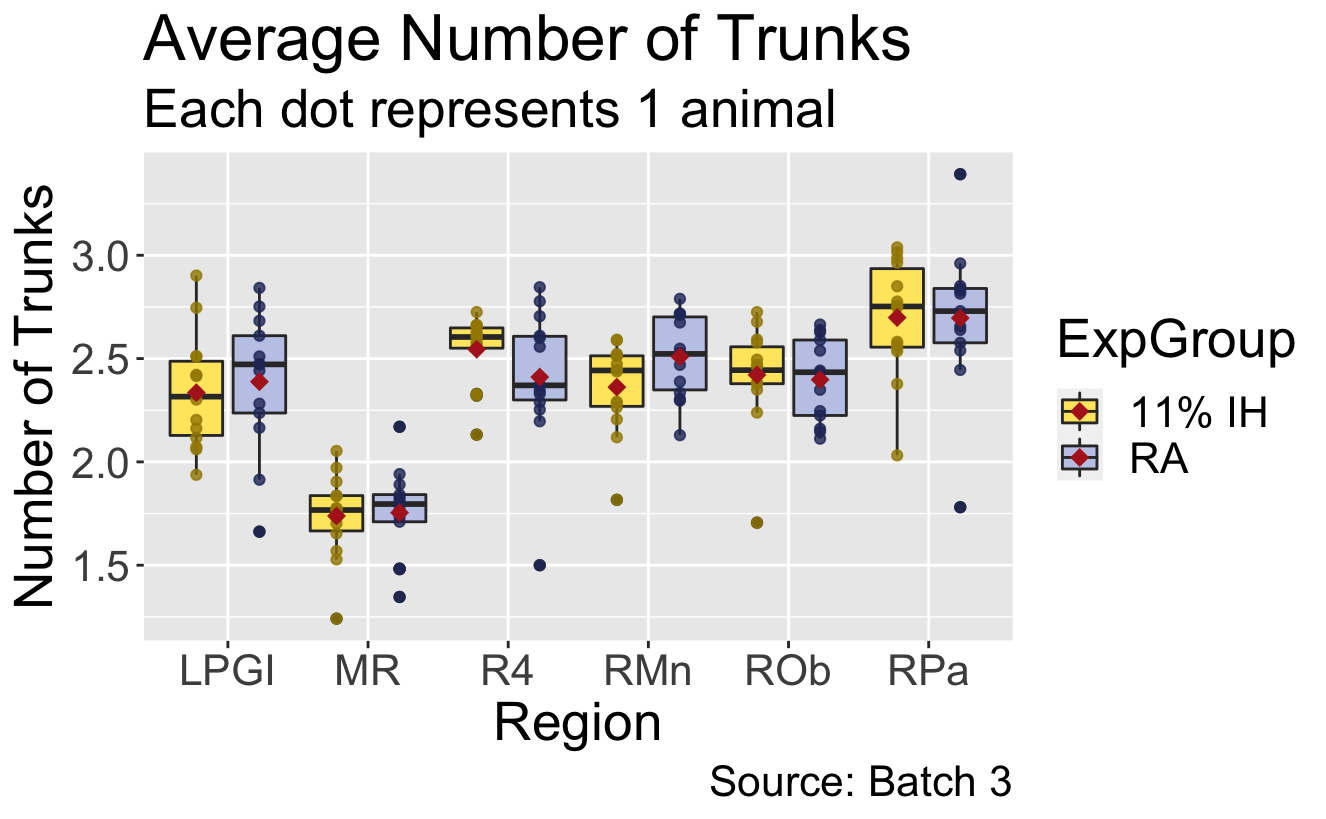 Average Number of Trunks
Each dot represents 1 animal
Number of Trunks
3.0
2.5
2.0
1.5
LPGI MR R4 RMn ROb RPa
Region
ExpGroup
11% IH
RA
Source: Batch 3